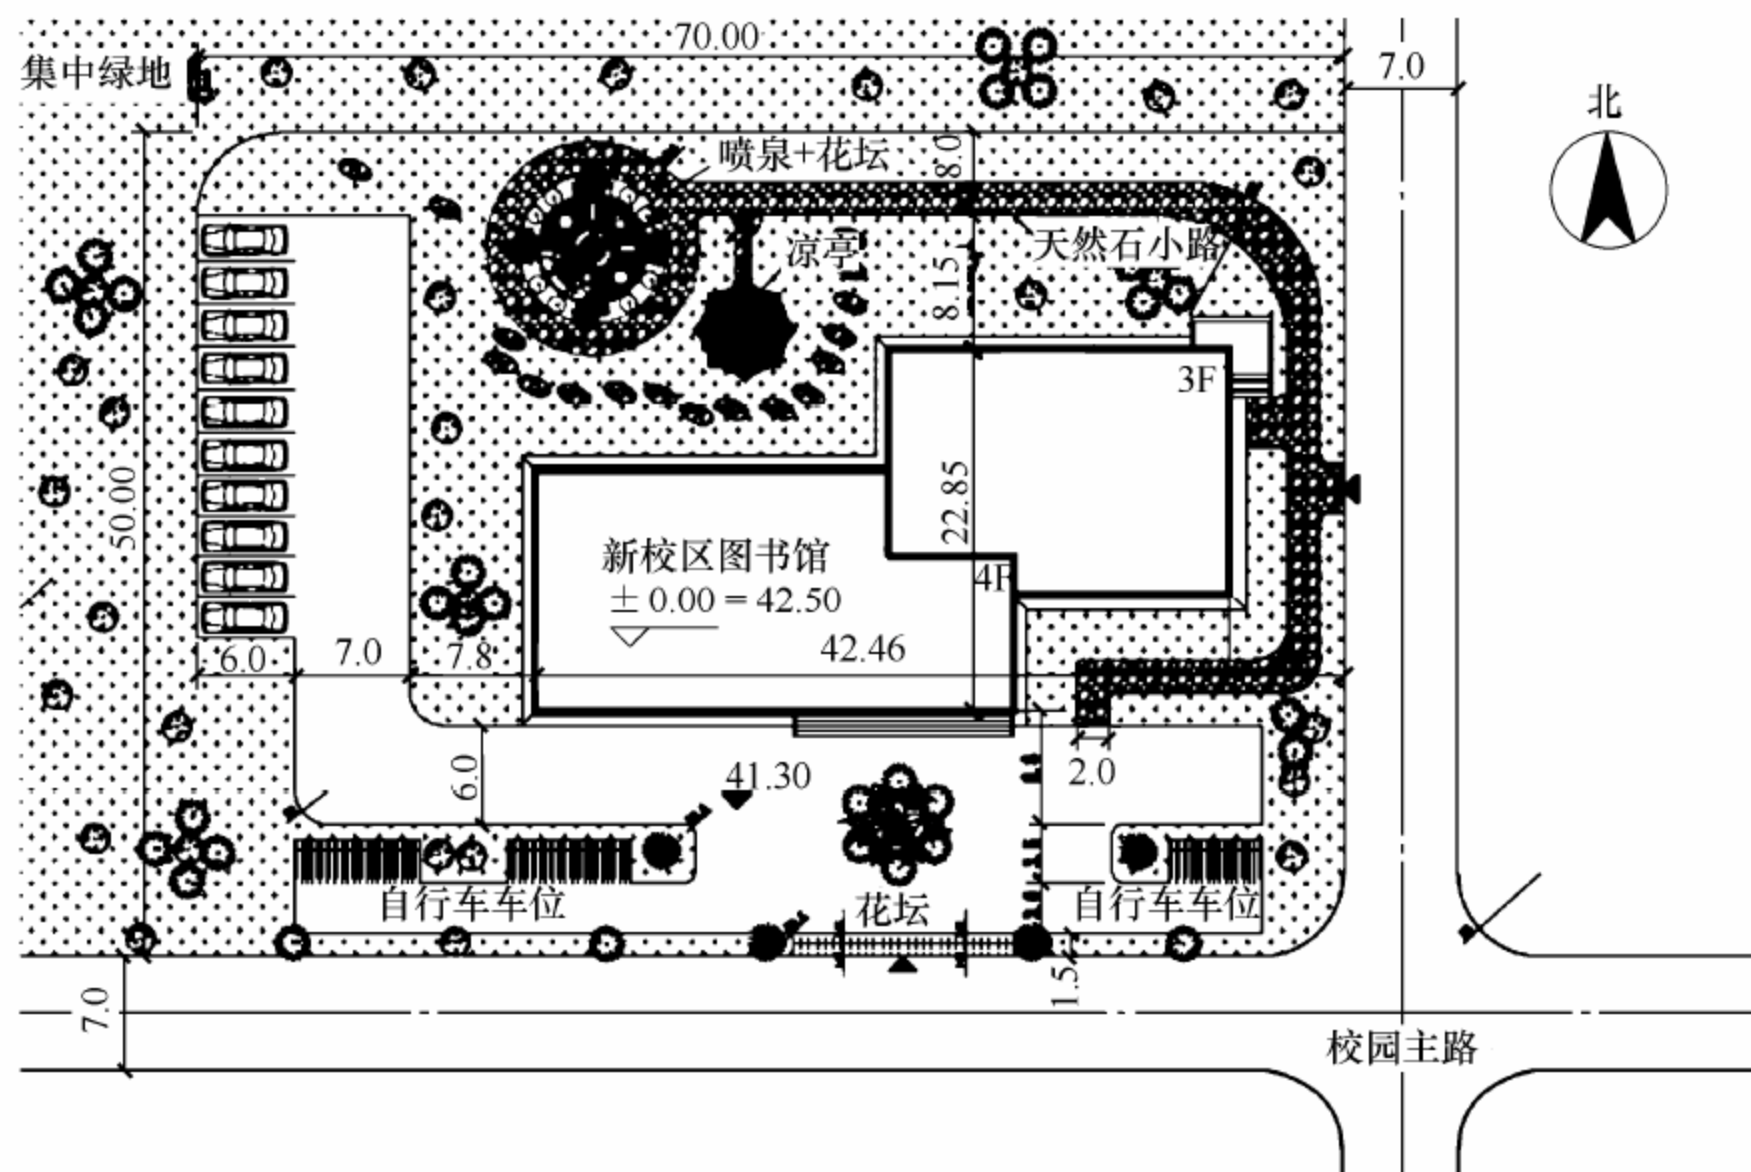 70.00
集中绿地
7.0
北
喷泉+花坛
8.0
凉亭
天然石小路
8.15
3F
50.00
22.85
新校区图书馆
4F
± 0.00 = 42.50
6.0
7.0
7.8
42.46
6.0
41.30
2.0
自行车车位
花坛
自行车车位
1.5
7.0
校园主路